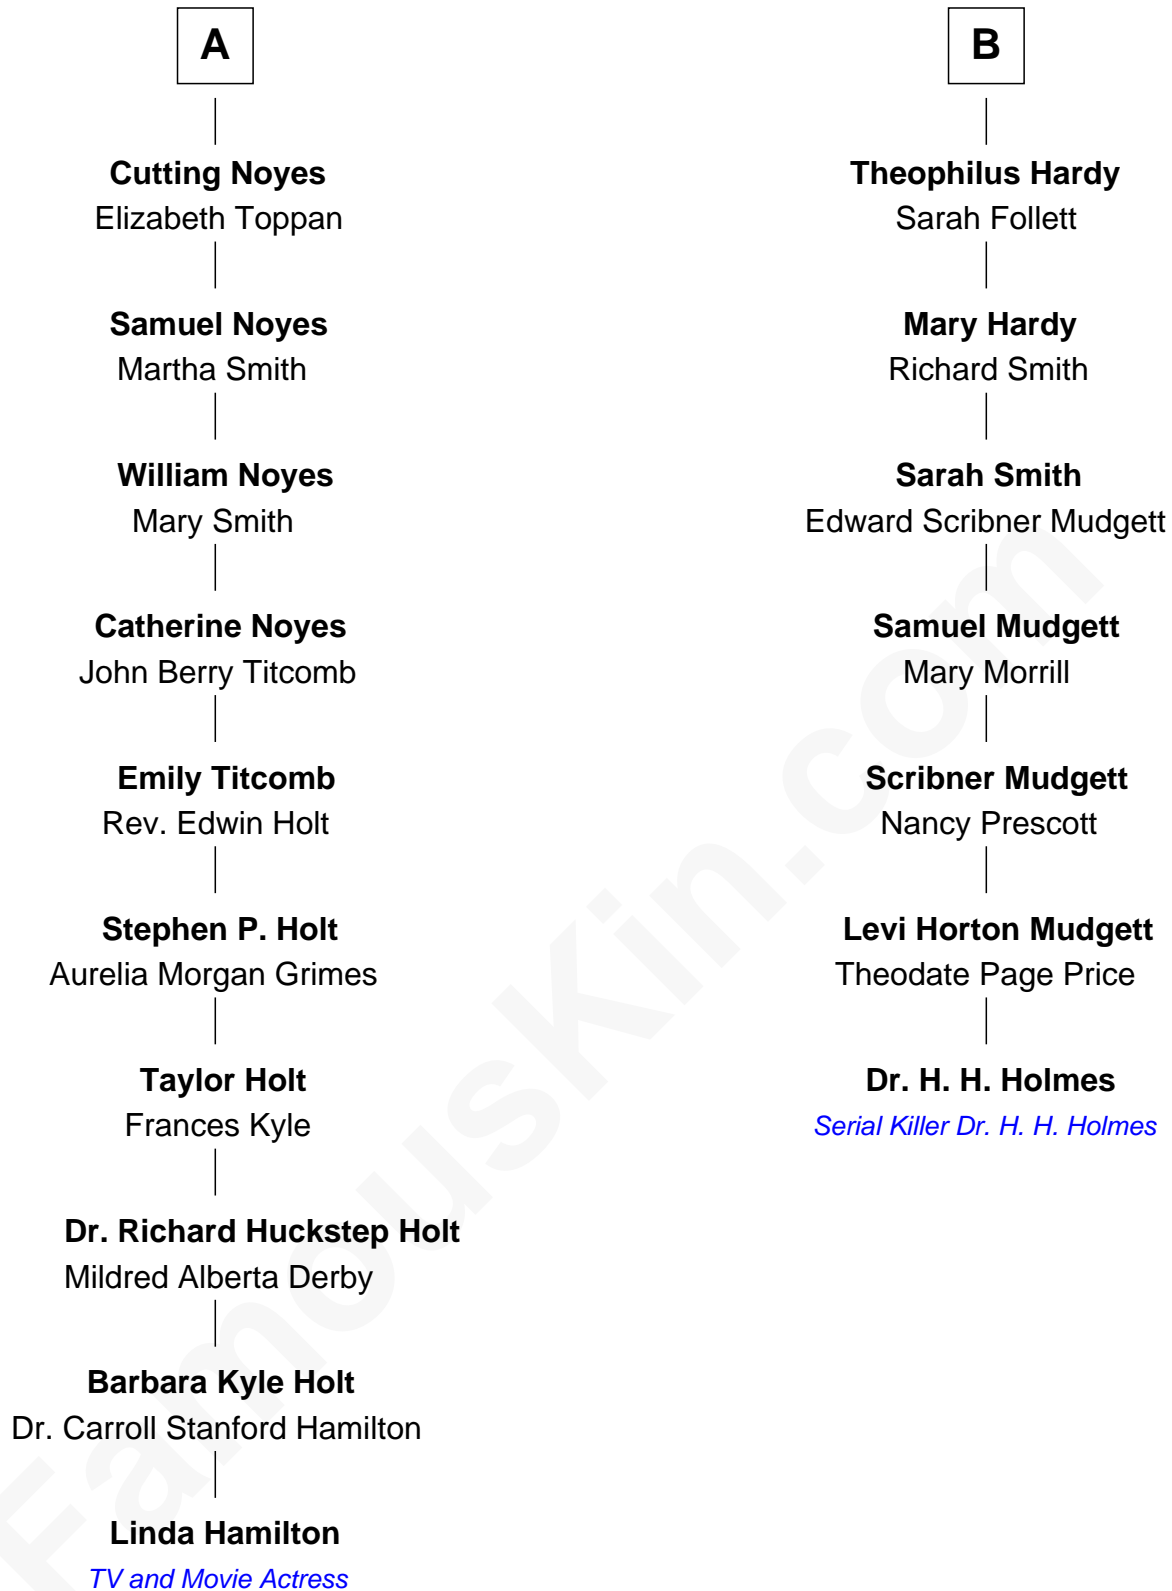 A
Cutting Noyes
Elizabeth Toppan
Samuel Noyes
Martha Smith
William Noyes
Mary Smith
Catherine Noyes
John Berry Titcomb
Emily Titcomb
Rev. Edwin Holt
Stephen P. Holt
Aurelia Morgan Grimes
Taylor Holt
Frances Kyle
Dr. Richard Huckstep Holt
Mildred Alberta Derby
Barbara Kyle Holt
Dr. Carroll Stanford Hamilton
Linda Hamilton
TV and Movie Actress
B
Theophilus Hardy
Sarah Follett
Mary Hardy
Richard Smith
Sarah Smith
Edward Scribner Mudgett
Samuel Mudgett
Mary Morrill
Scribner Mudgett
Nancy Prescott
Levi Horton Mudgett
Theodate Page Price
Dr. H. H. Holmes
Serial Killer Dr. H. H. Holmes
FamousKin.com